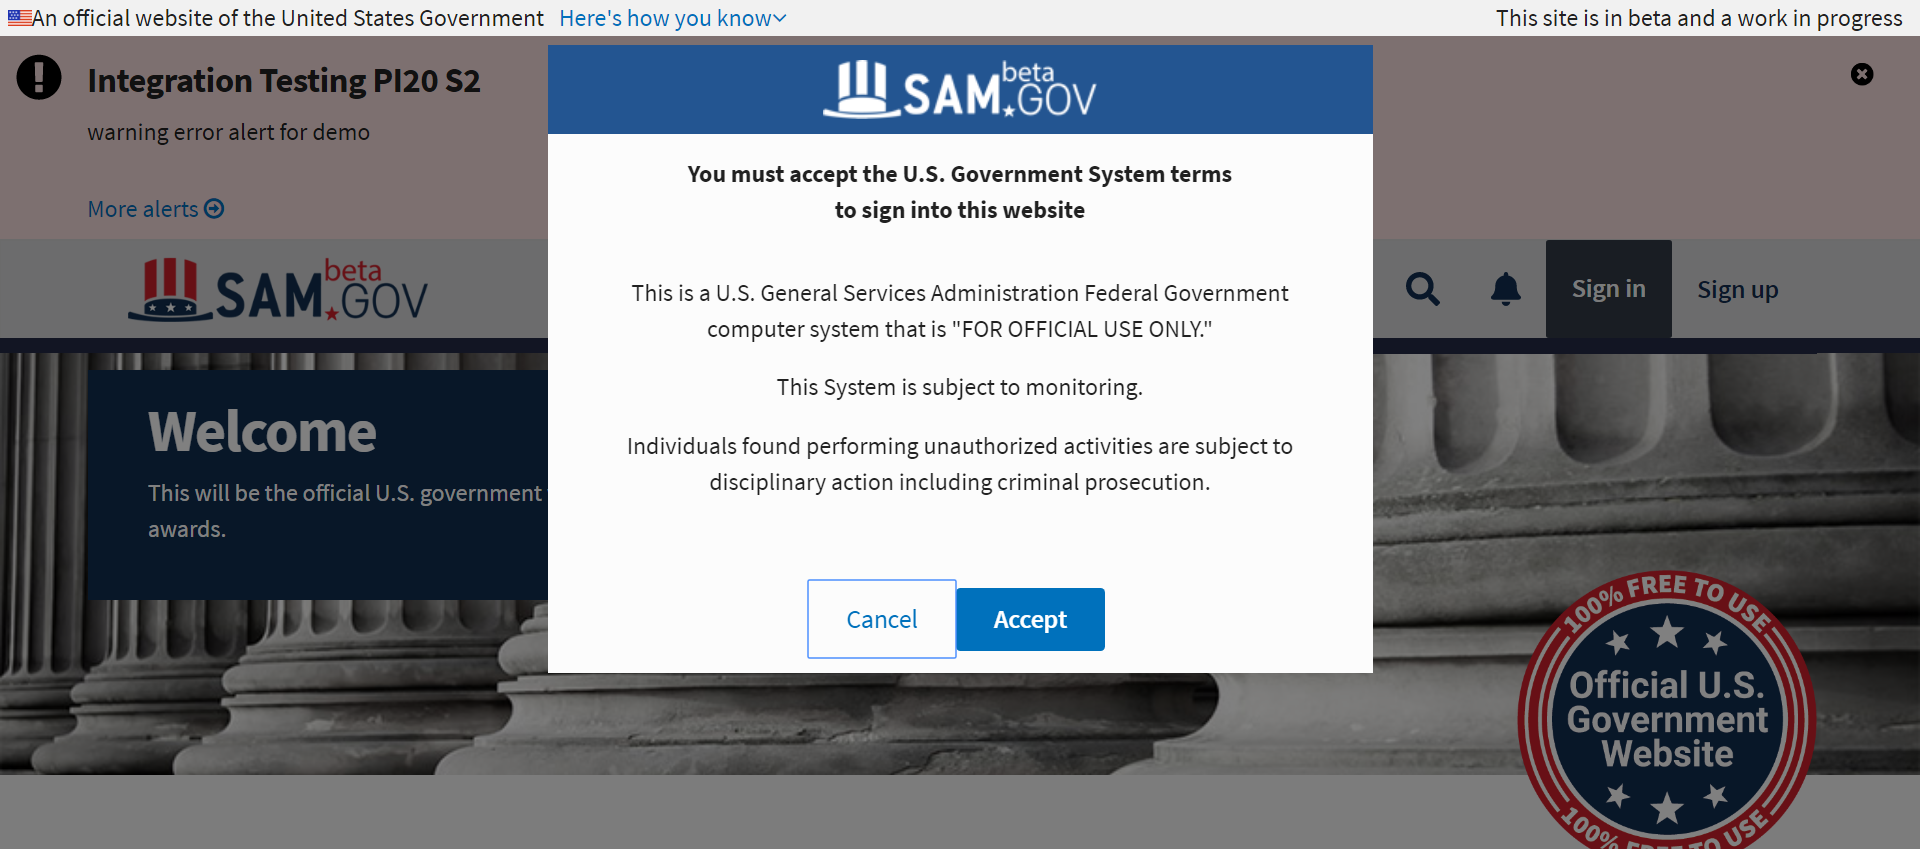 An official website of the United States Government Here's how you know
This site is in beta and a work in progress
Integration Testing PI20 S2
warning error alert for demo
More alerts
SAM.GOV beta
Sign in
Sign up
Welcome
This will be the official U.S. government
awards.
SAM.GOV beta
You must accept the U.S. Government System terms
to sign into this website
This is a U.S. General Services Administration Federal Government
computer system that is "FOR OFFICIAL USE ONLY."
This System is subject to monitoring.
Individuals found performing unauthorized activities are subject to
disciplinary action including criminal prosecution.
Cancel
Accept
100% FREE TO USE
Official U.S.
Government
Website
100% FREE TO USE